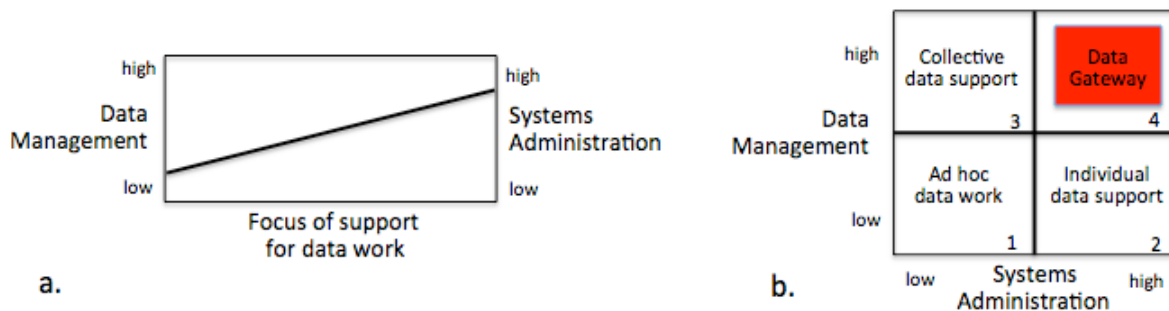 high
Data
Management
low
high
Systems
Administration
low
Focus of support
for data work
a.
high
Data
Management
low
Collective
data support
3
Data
Gateway
4
Ad hoc
data work
1
Individual
data support
2
low
Systems
Administration
high
b.